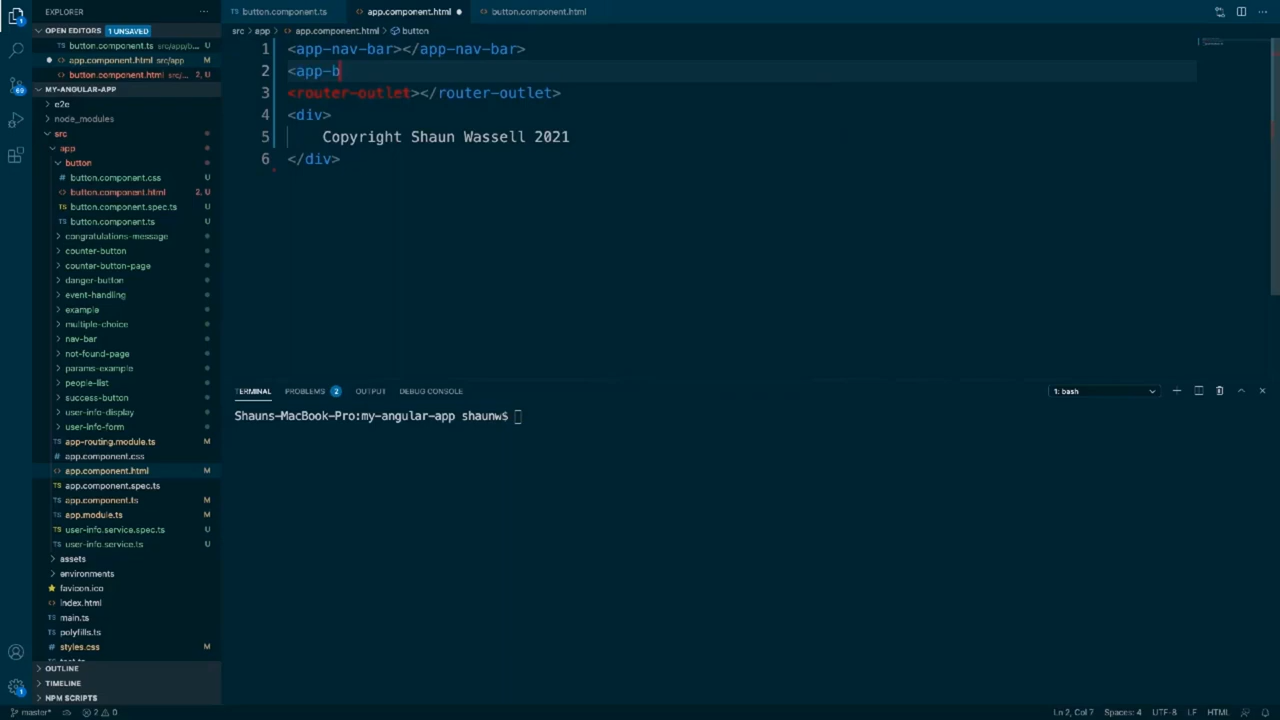 EXPLORER
···
button.component.ts
app.component.html
button.component.html
OPEN EDITORS 1 UNSAVED
button.component.ts src/app/b...
app.component.html src/app
button.component.html src/... 2, U
src > app > app.component.html > button
1 <app-nav-bar></app-nav-bar>
2 <app-b
3 <router-outlet></router-outlet>
4 <div>
5 Copyright Shaun Wassell 2021
6 </div>
MY-ANGULAR-APP
e2e
node_modules
src
app
button
button.component.css U
button.component.html 2, U
button.component.spec.ts U
button.component.ts U
congratulations-message
counter-button
counter-button-page
danger-button
event-handling
example
multiple-choice
nav-bar
not-found-page
params-example
people-list
success-button
user-info-display
user-info-form
app-routing.module.ts M
app.component.css
app.component.html M
app.component.spec.ts
app.component.ts M
app.module.ts M
user-info.service.spec.ts U
user-info.service.ts U
assets
environments
favicon.ico
index.html
main.ts
polyfills.ts
styles.css M
OUTLINE
TIMELINE
NPM SCRIPTS
TERMINAL PROBLEMS 2 OUTPUT DEBUG CONSOLE 1: bash
Shauns-MacBook-Pro:my-angular-app shaunw$
master* 2 0
Ln 2, Col 7 Spaces: 4 UTF-8 LF HTML